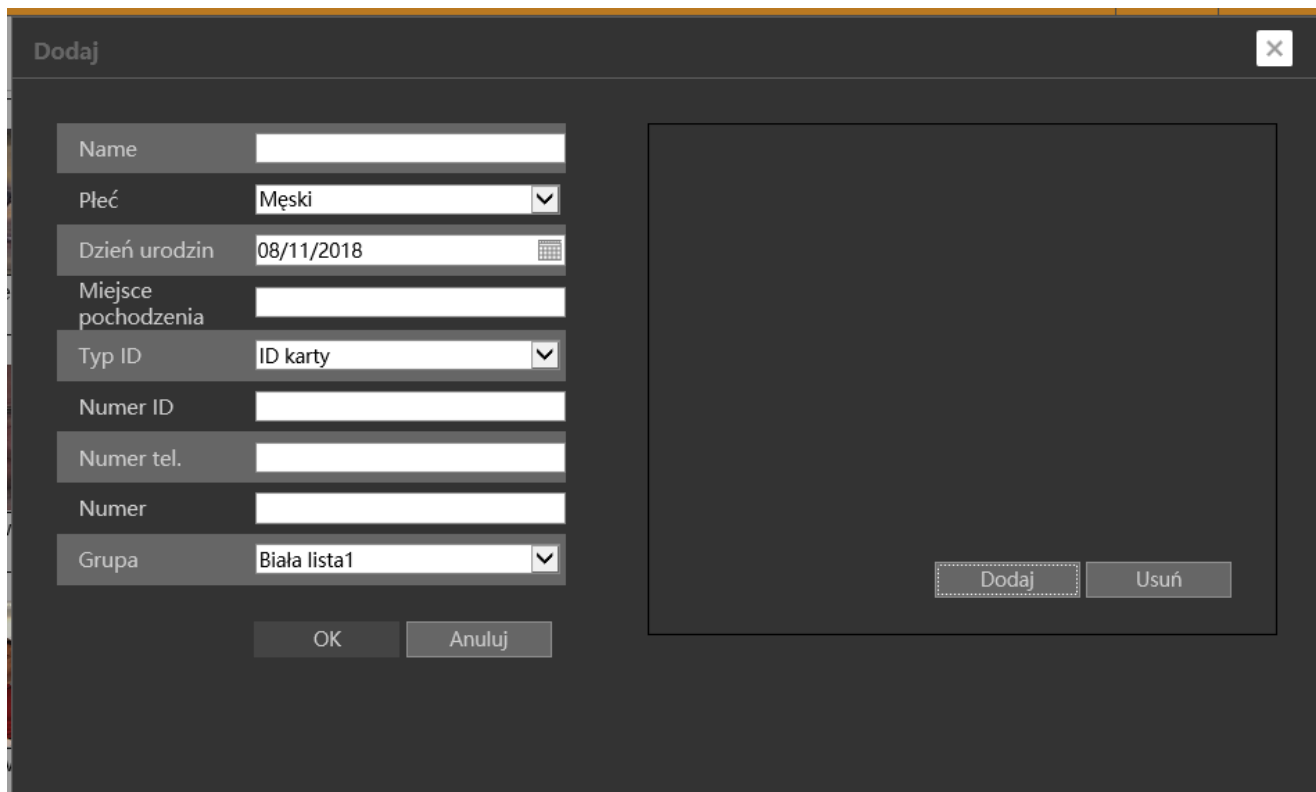 Dodaj
Name
Płeć Męski
Dzień urodzin 08/11/2018
Miejsce
pochodzenia
Typ ID ID karty
Numer ID
Numer tel.
Numer
Grupa Biała lista1
Dodaj Usuń
OK Anuluj